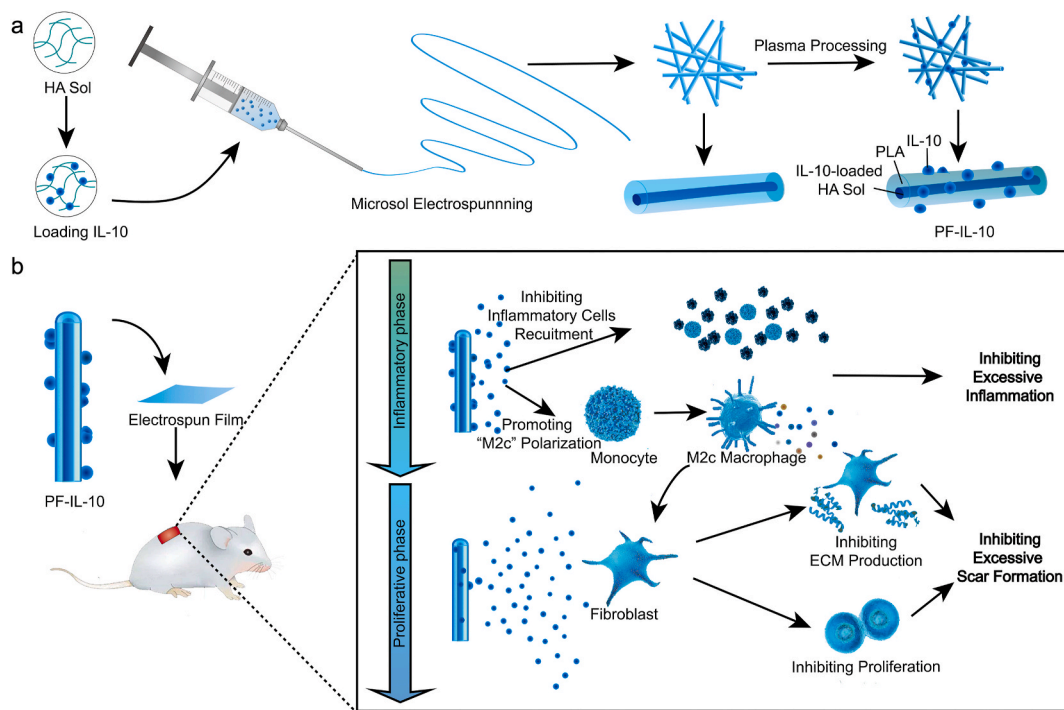 a
HA Sol
Loading IL-10
Microsol Electrospunnning
Plasma Processing
IL-10
PLA
IL-10-loaded
HA Sol
PF-IL-10
b
PF-IL-10
Electrospun Film
Inflammatory phase
Inhibiting
Inflammatory Cells
Recuitment
Promoting
“M2c” Polarization
Monocyte
M2c Macrophage
Inhibiting
Excessive
Inflammation
Proliferative phase
Fibroblast
Inhibiting
ECM Production
Inhibiting Proliferation
Inhibiting
Excessive
Scar Formation